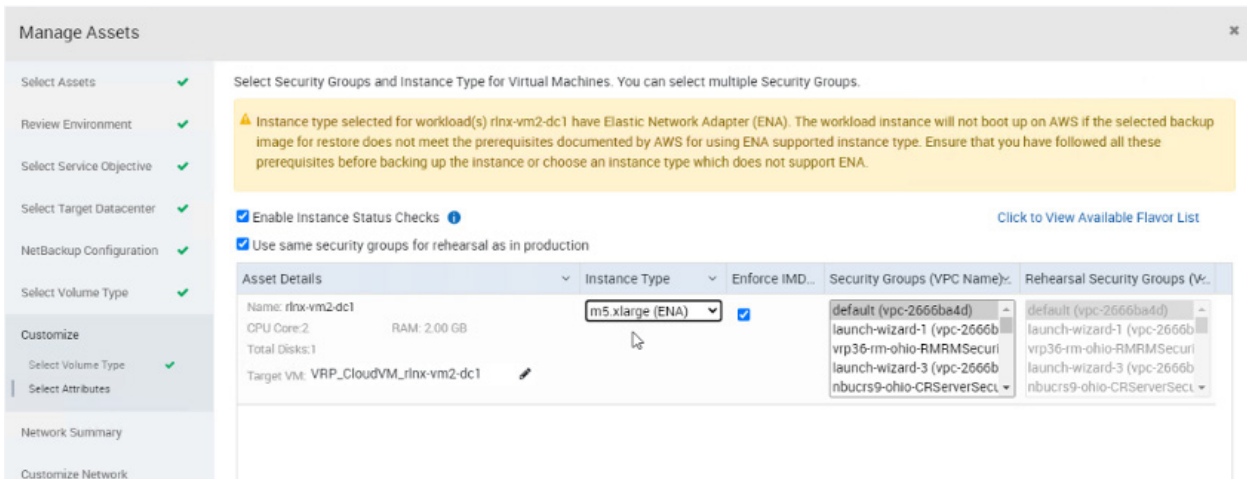 Manage Assets
Select Assets
Review Environment
Select Service Objective
Select Target Datacenter
NetBackup Configuration
Select Volume Type
Customize
Select Volume Type
Select Attributes
Network Summary
Customize Network
Select Security Groups and Instance Type for Virtual Machines. You can select multiple Security Groups.
Instance type selected for workload(s) rlnx-vm2-dc1 have Elastic Network Adapter (ENA). The workload instance will not boot up on AWS if the selected backup
image for restore does not meet the prerequisites documented by AWS for using ENA supported instance type. Ensure that you have followed all these
prerequisites before backing up the instance or choose an instance type which does not support ENA.
Enable Instance Status Checks
Click to View Available Flavor List
Use same security groups for rehearsal as in production
Asset Details Instance Type Enforce IMD... Security Groups (VPC Name) Rehearsal Security Groups (V...
Name: rlnx-vm2-dc1
CPU Core:2 RAM: 2.00 GB
Total Disks:1
Target VM: VRP_CloudVM_rlnx-vm2-dc1
m5.xlarge (ENA)
default (vpc-2666ba4d)
launch-wizard-1 (vpc-2666b
vrp36-rm-ohio-RMRMSecuri
launch-wizard-3 (vpc-2666b
nbucrs9-ohio-CRServerSecu
default (vpc-2666ba4d)
launch-wizard-1 (vpc-2666b
vrp36-rm-ohio-RMRMSecuri
launch-wizard-3 (vpc-2666b
nbucrs9-ohio-CRServerSecu